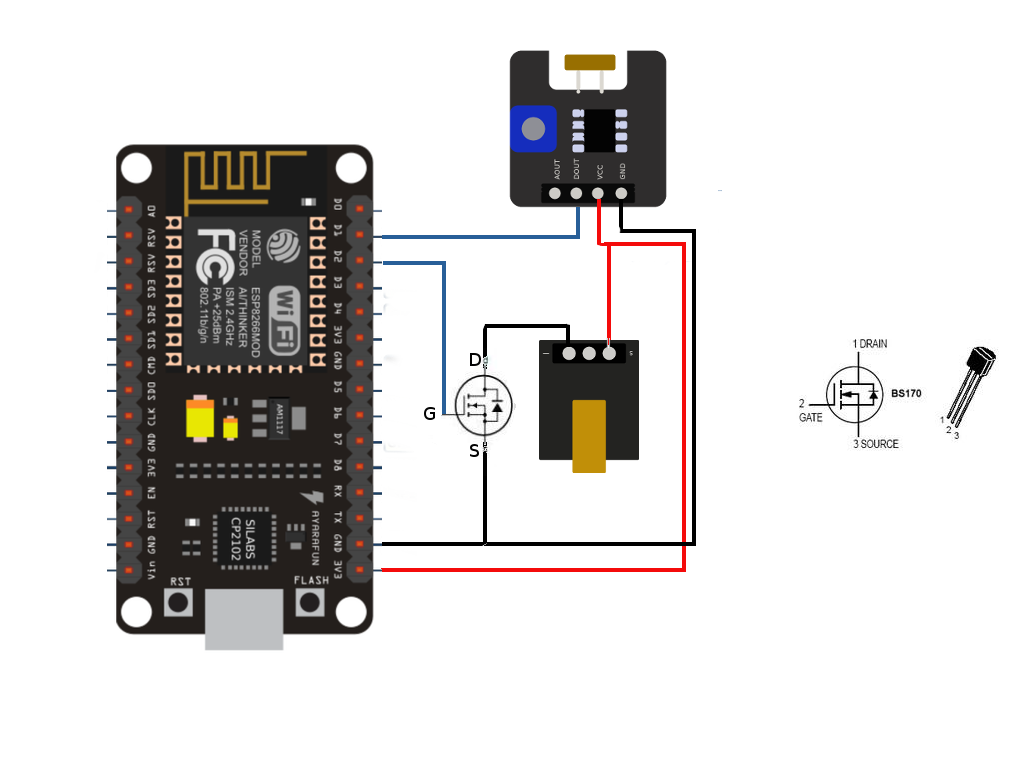 AOUT
DOUT
VCC
GND
A0
RSV
RSV
SD3
SD2
SD1
CMD
SD0
CLK
GND
3V3
EN
RST
GND
Vin
D0
D1
D2
D3
D4
3V3
GND
D5
D6
D7
D8
RX
TX
GND
3V3
MODEL ESP8266MOD
VENDOR AI/THINKER
ISM 2.4GHz
PA +25dBm
802.11b/g/n
FC
Wi Fi
AM1117
SILABS
CP2102
AYARAFUN
RST
FLASH
D
G
S
–
s
1 DRAIN
2
GATE
BS170
3 SOURCE
1
2
3